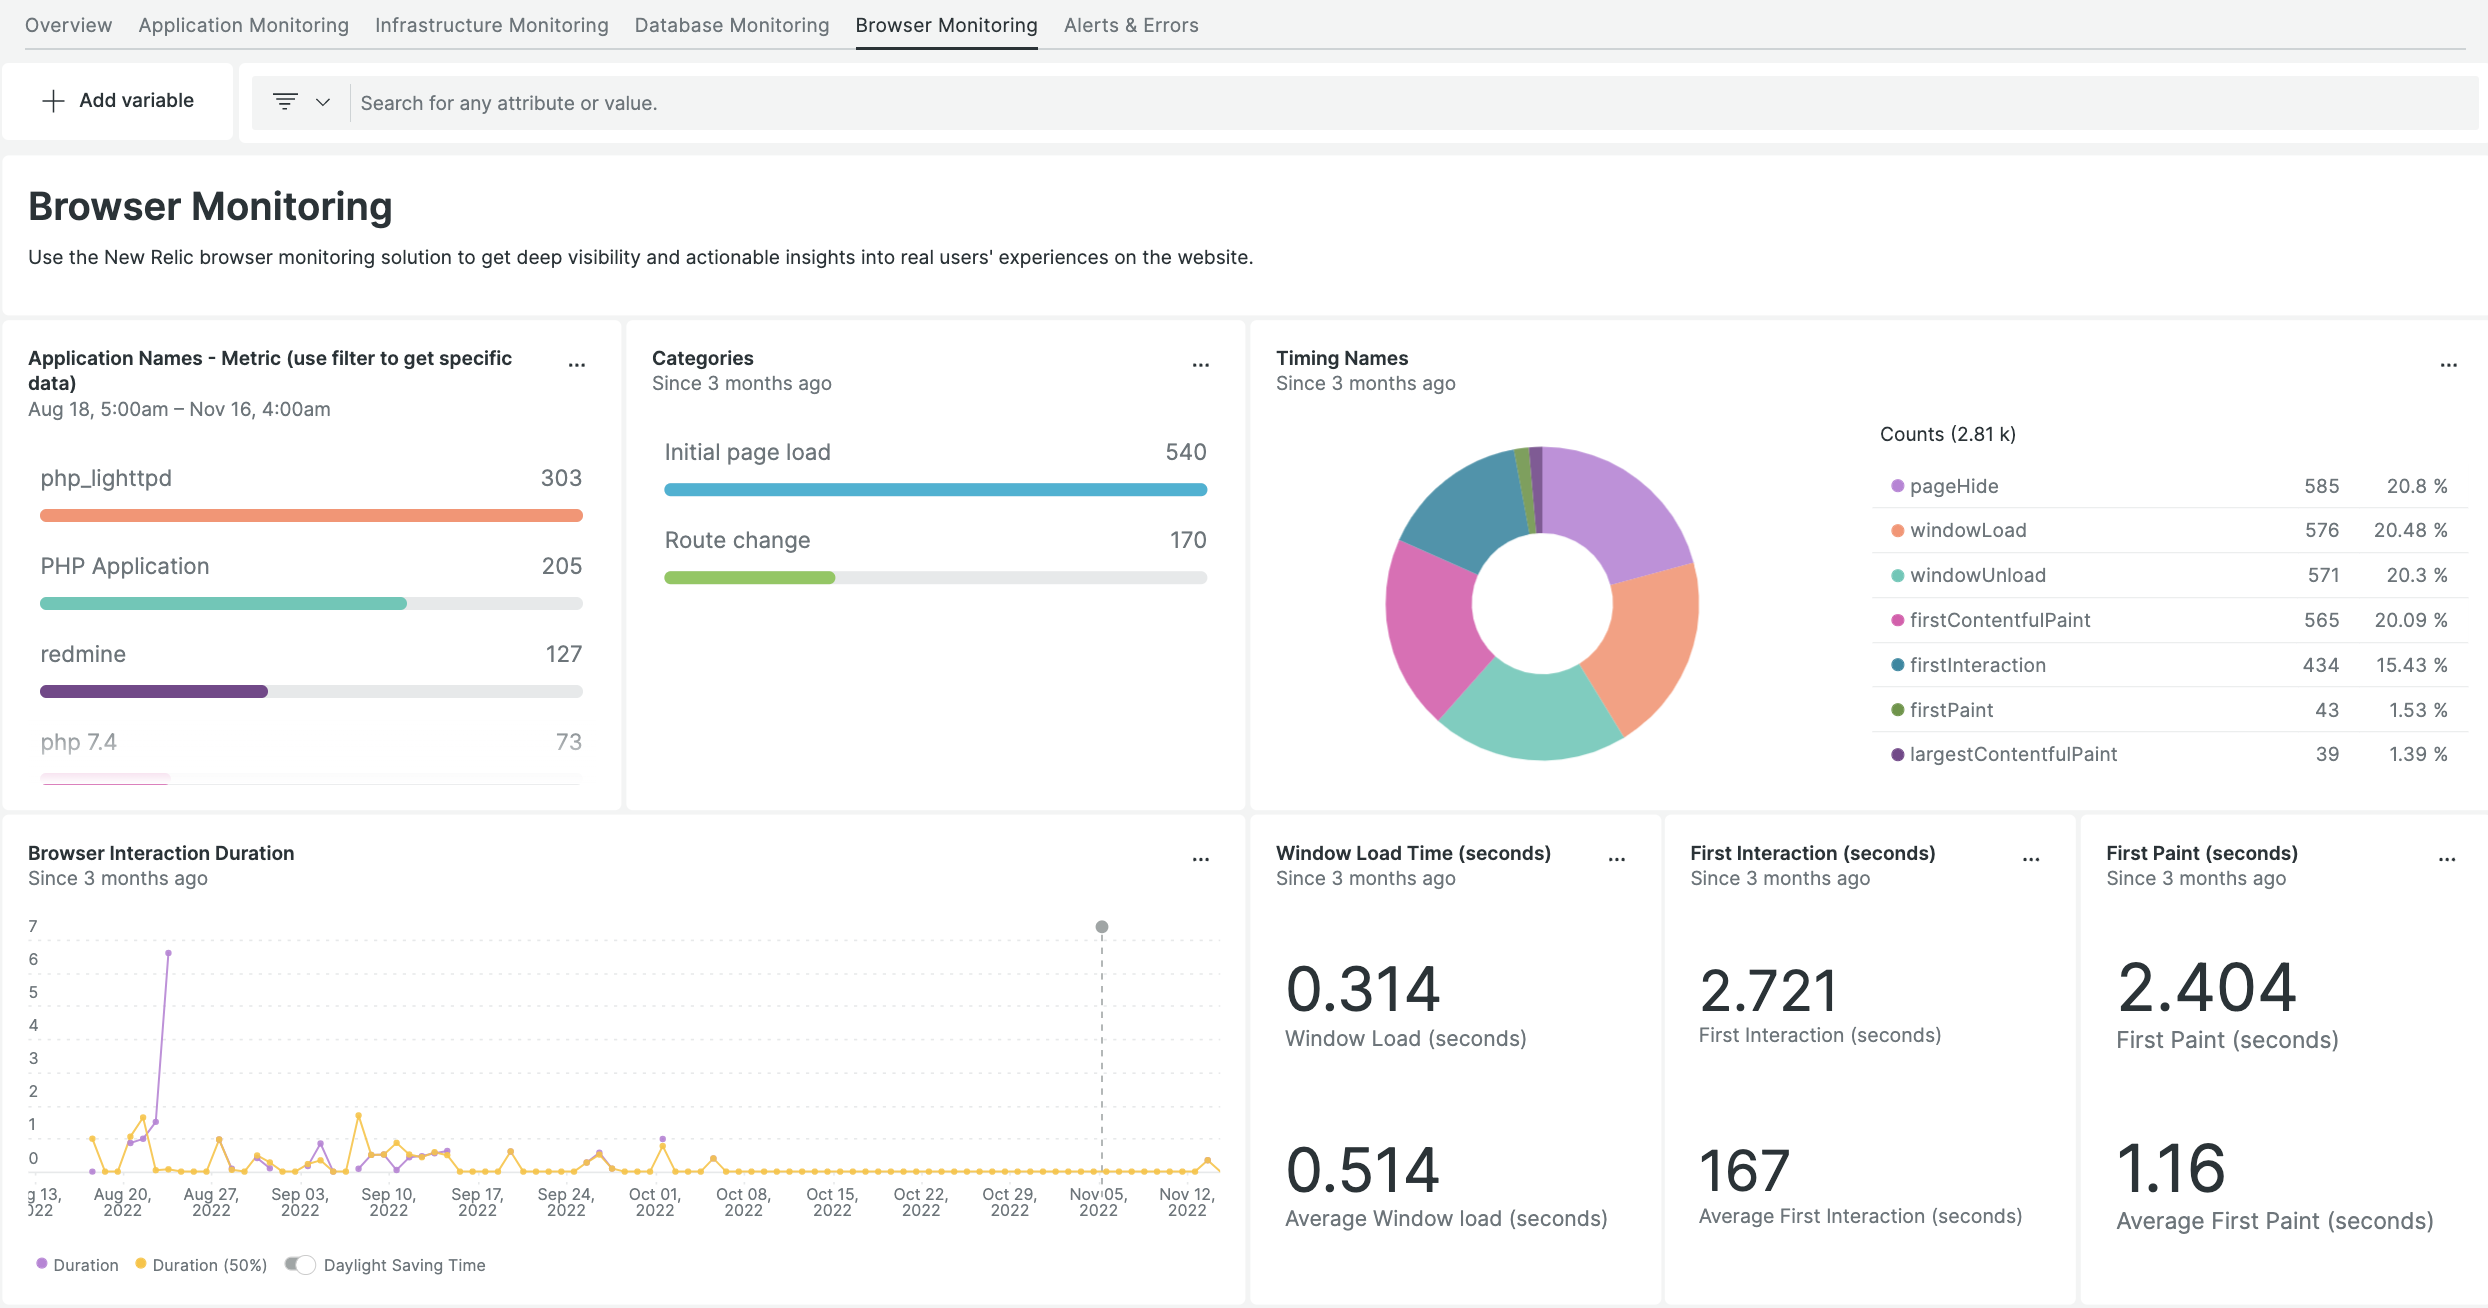 Overview Application Monitoring Infrastructure Monitoring Database Monitoring Browser Monitoring Alerts & Errors
Add variable
Search for any attribute or value.
Browser Monitoring
Use the New Relic browser monitoring solution to get deep visibility and actionable insights into real users' experiences on the website.
Application Names - Metric (use filter to get specific
data)
Aug 18, 5:00am – Nov 16, 4:00am
php_lighttpd 303
PHP Application 205
redmine 127
php 7.4 73
Categories
Since 3 months ago
Initial page load 540
Route change 170
Timing Names
Since 3 months ago
Counts (2.81 k)
pageHide 585 20.8 %
windowLoad 576 20.48 %
windowUnload 571 20.3 %
firstContentfulPaint 565 20.09 %
firstInteraction 434 15.43 %
firstPaint 43 1.53 %
largestContentfulPaint 39 1.39 %
Browser Interaction Duration
Since 3 months ago
7
6
5
4
3
2
1
0
g 13, Aug 20, Aug 27, Sep 03, Sep 10, Sep 17, Sep 24, Oct 01, Oct 08, Oct 15, Oct 22, Oct 29, Nov 05, Nov 12,
022 2022 2022 2022 2022 2022 2022 2022 2022 2022 2022 2022 2022 2022
Duration Duration (50%) Daylight Saving Time
Window Load Time (seconds)
Since 3 months ago
0.314
Window Load (seconds)
0.514
Average Window load (seconds)
First Interaction (seconds)
Since 3 months ago
2.721
First Interaction (seconds)
167
Average First Interaction (seconds)
First Paint (seconds)
Since 3 months ago
2.404
First Paint (seconds)
1.16
Average First Paint (seconds)